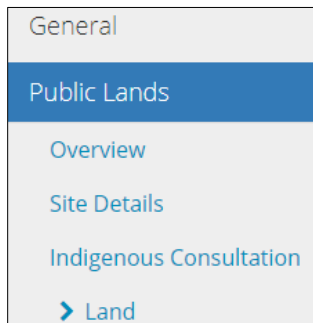 General
Public Lands
Overview
Site Details
Indigenous Consultation
Land